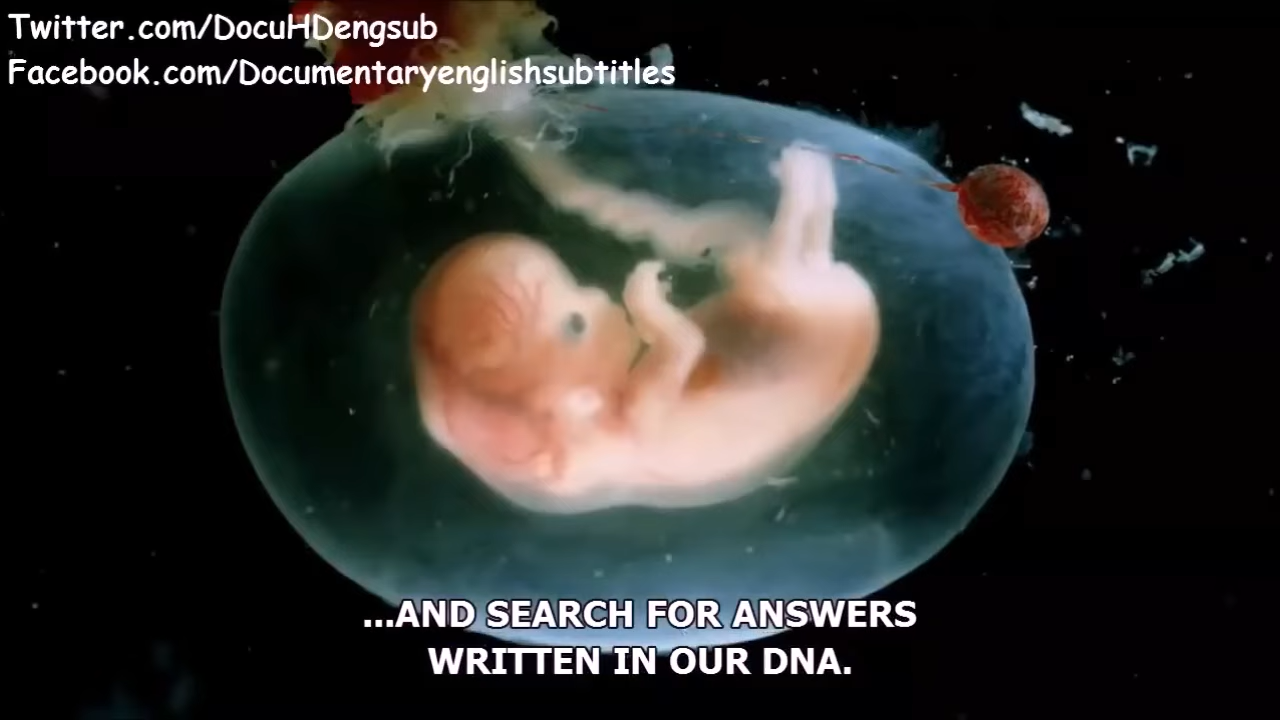 Twitter.com/DocuHDengsub
Facebook.com/Documentaryenglishsubtitles
...AND SEARCH FOR ANSWERS
WRITTEN IN OUR DNA.